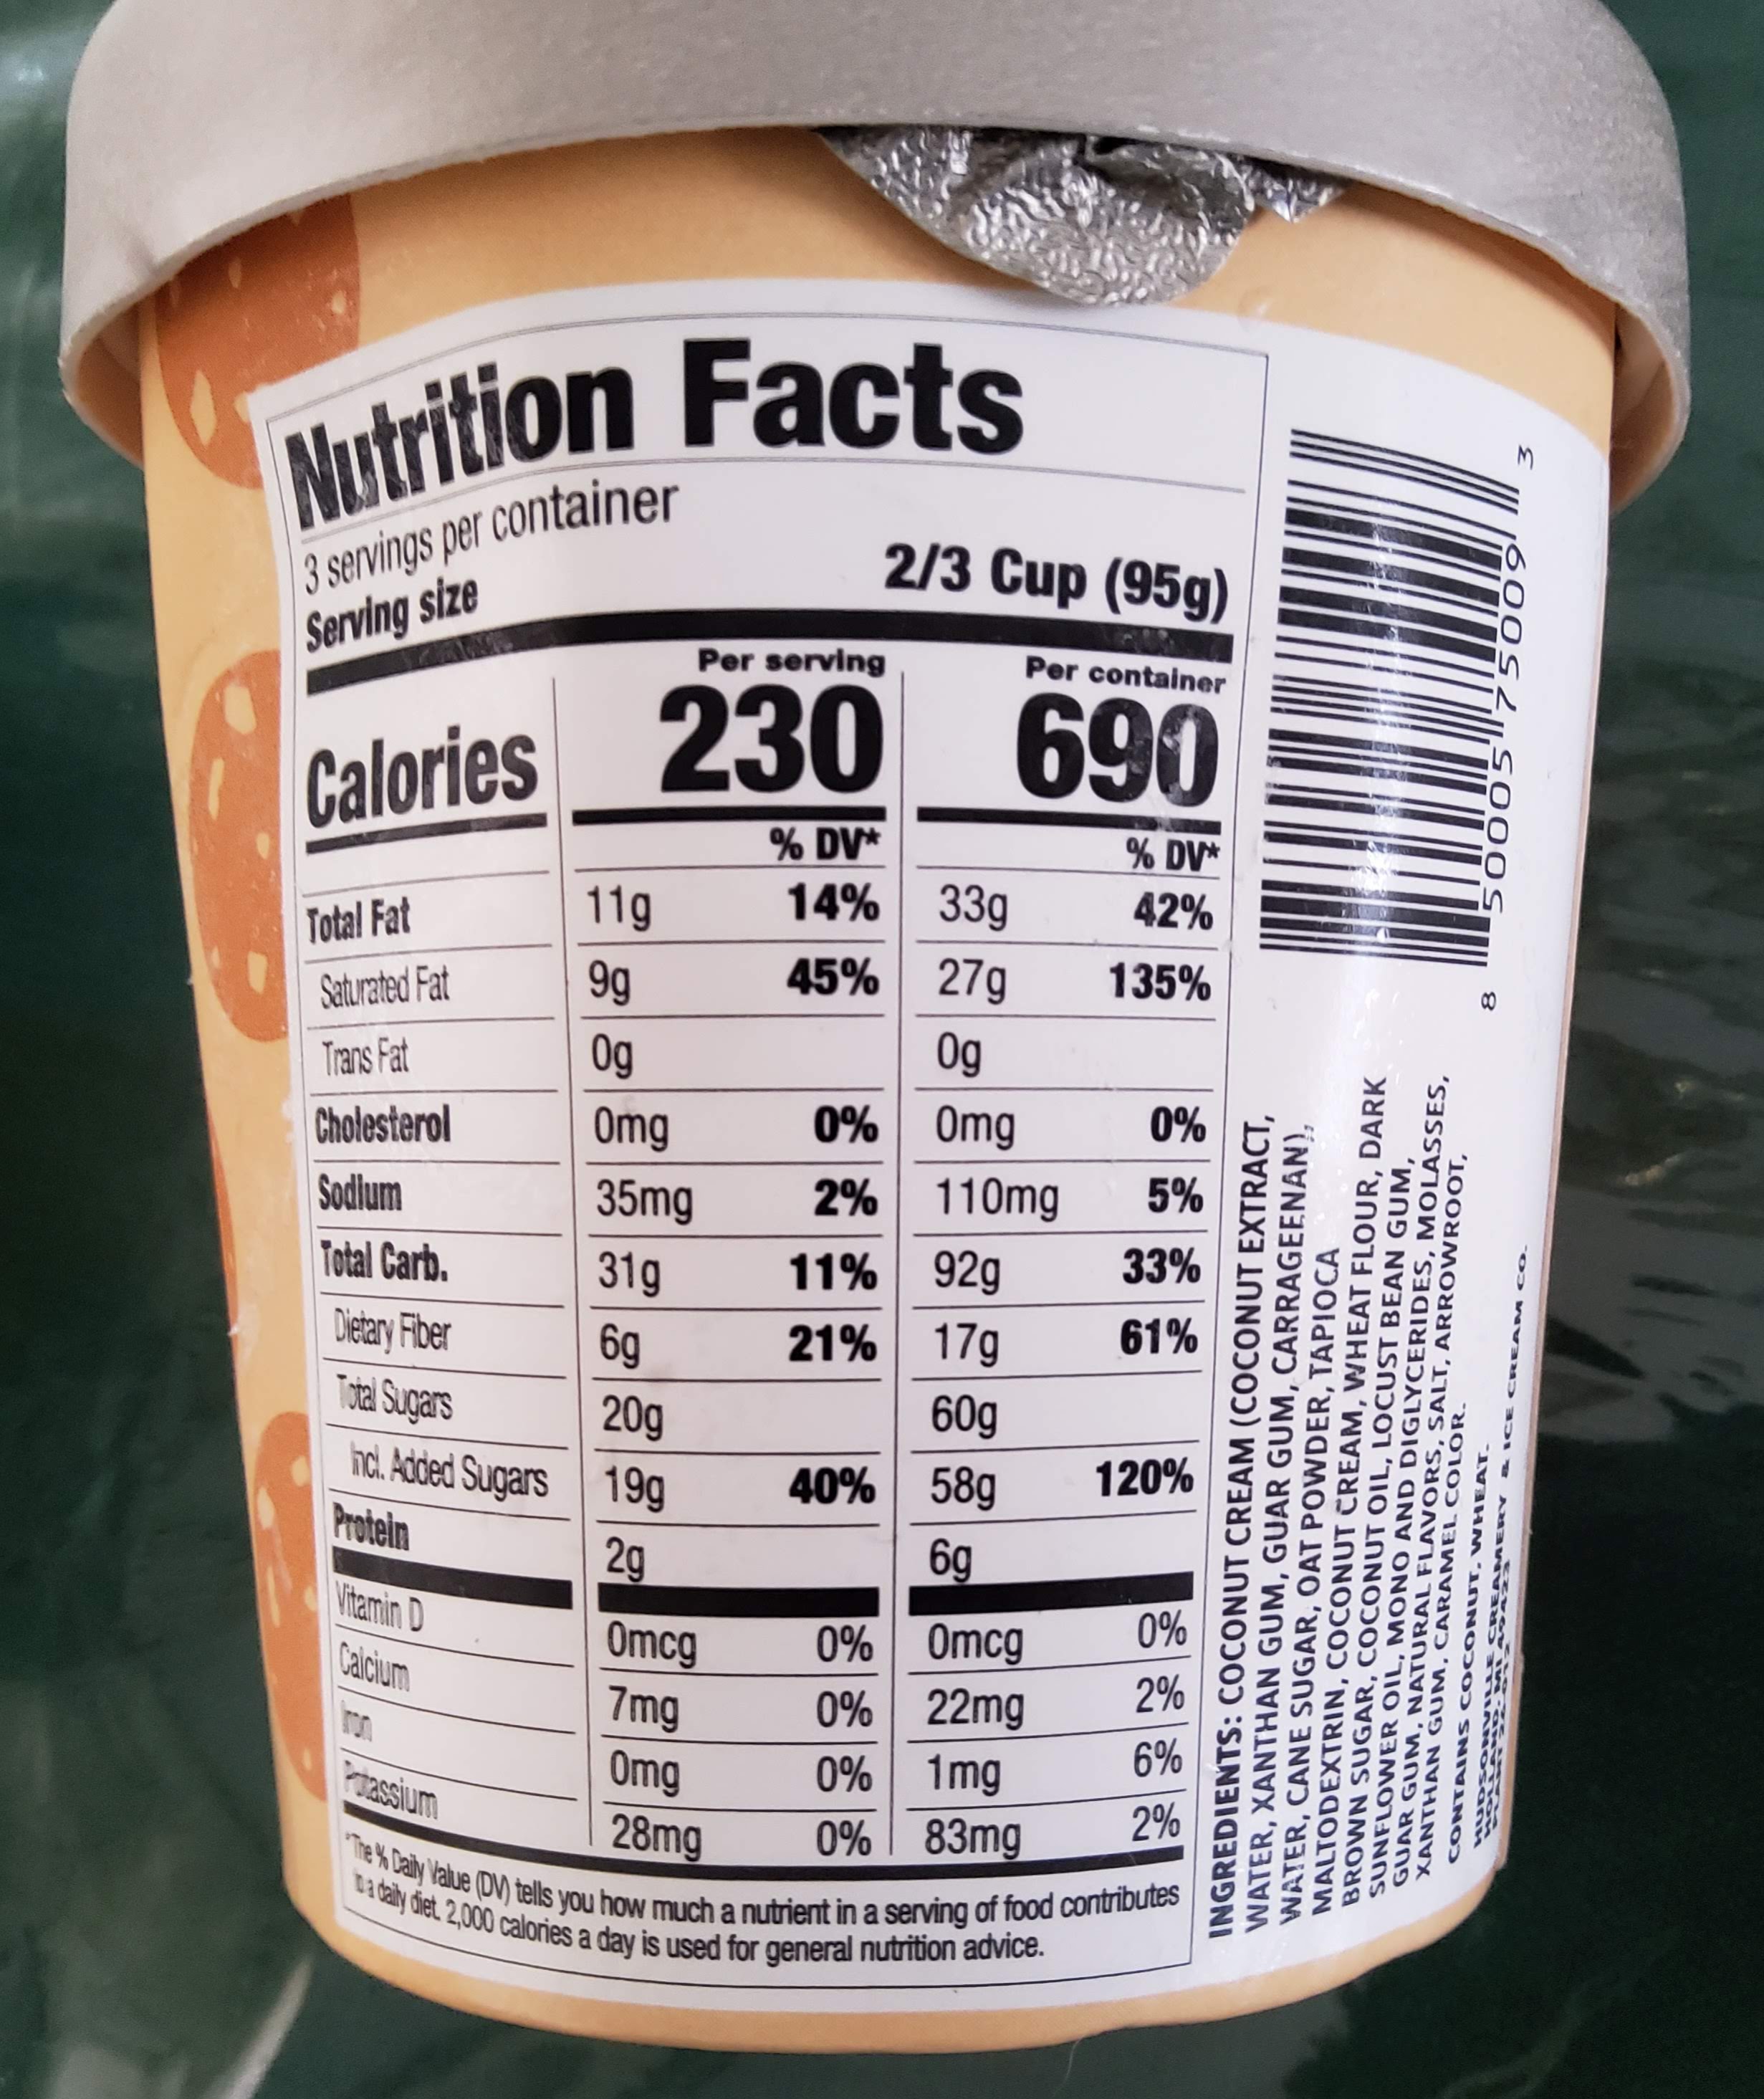 Nutrition Facts
3 servings per container
Serving size 2/3 Cup (95g)
Per serving Per container
Calories 230 690
% DV* % DV*
Total Fat 11g 14% 33g 42%
Saturated Fat 9g 45% 27g 135%
Trans Fat 0g 0g
Cholesterol 0mg 0% 0mg 0%
Sodium 35mg 2% 110mg 5%
Total Carb. 31g 11% 92g 33%
Dietary Fiber 6g 21% 17g 61%
Total Sugars 20g 60g
Incl. Added Sugars 19g 40% 58g 120%
Protein 2g 6g
Vitamin D 0mcg 0% 0mcg 0%
Calcium 7mg 0% 22mg 2%
Iron 0mg 0% 1mg 6%
Potassium 28mg 0% 83mg 2%
*The % Daily Value (DV) tells you how much a nutrient in a serving of food contributes
to a daily diet. 2,000 calories a day is used for general nutrition advice.
8 50005 75009 3
INGREDIENTS: COCONUT CREAM (COCONUT EXTRACT,
WATER, XANTHAN GUM, GUAR GUM, CARRAGEENAN),
WATER, CANE SUGAR, OAT POWDER, TAPIOCA
MALTODEXTRIN, COCONUT CREAM, WHEAT FLOUR, DARK
BROWN SUGAR, COCONUT OIL, LOCUST BEAN GUM,
SUNFLOWER OIL, MONO AND DIGLYCERIDES, MOLASSES,
GUAR GUM, NATURAL FLAVORS, SALT, ARROWROOT,
XANTHAN GUM, CARAMEL COLOR.
CONTAINS COCONUT, WHEAT.
HUDSONVILLE CREAMERY & ICE CREAM CO.
HOLLAND, MI 49423